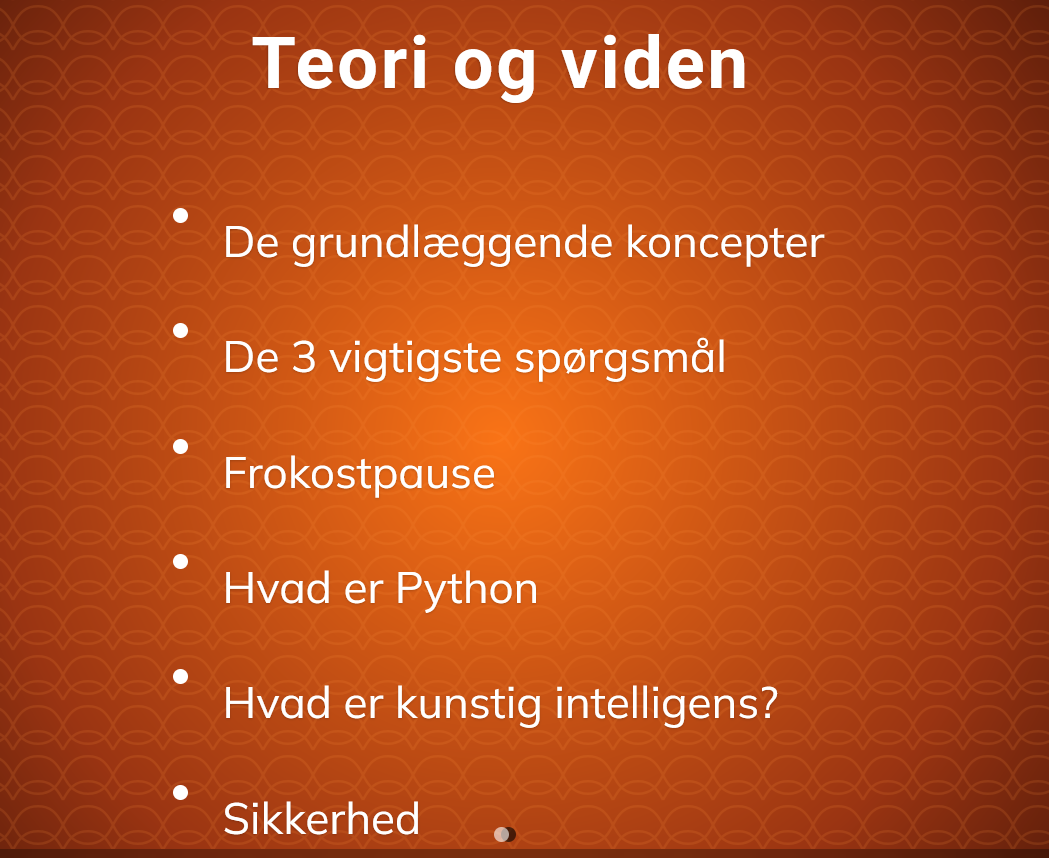 Teori og viden
De grundlæggende koncepter
De 3 vigtigste spørgsmål
Frokostpause
Hvad er Python
Hvad er kunstig intelligens?
Sikkerhed